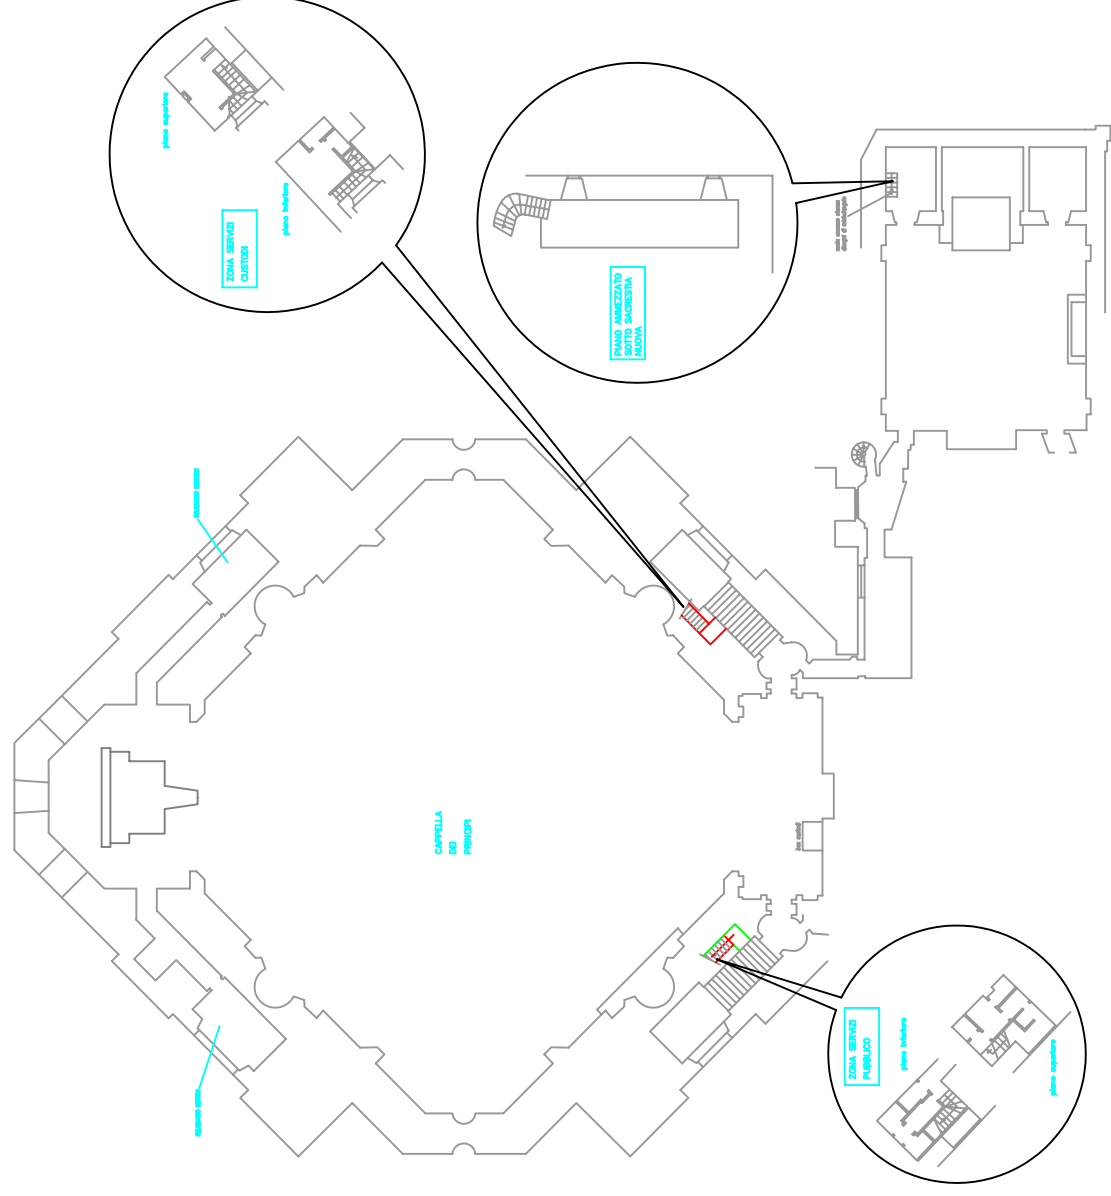 piano superiore
piano inferiore
ZONA SERVIZI
CUSTODI
PIANO AMMEZZATO
SOTTO SACRESTIA
NUOVA
CAPPELLA
DEI
PRINCIPI
ZONA SERVIZI
PUBBLICO
piano inferiore
piano superiore